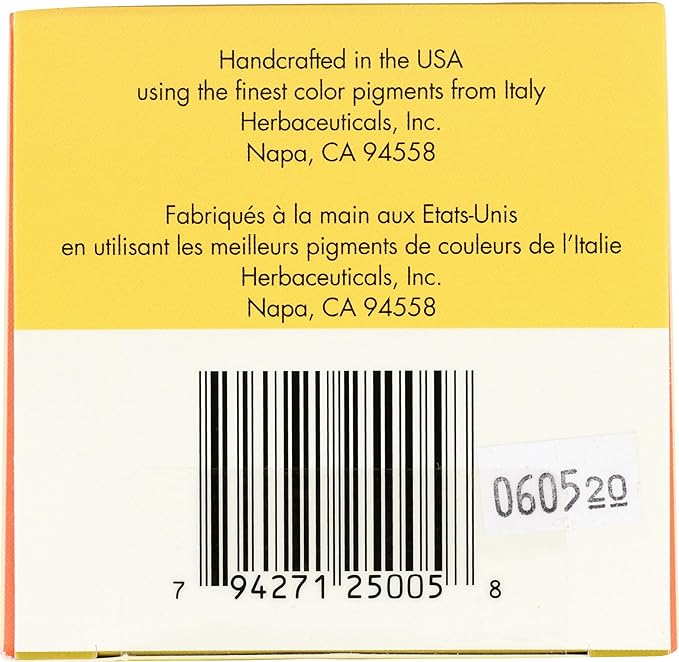 Handcrafted in the USA
using the finest color pigments from Italy
Herbaceuticals, Inc.
Napa, CA 94558
Fabriqués à la main aux Etats-Unis
en utilisant les meilleurs pigments de couleurs de l'Italie
Herbaceuticals, Inc.
Napa, CA 94558
060520
7 94271 25005 8